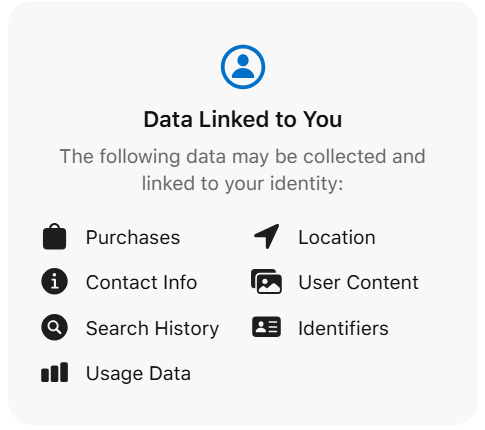 Data Linked to You
The following data may be collected and
linked to your identity:
Purchases
Location
Contact Info
User Content
Search History
Identifiers
Usage Data